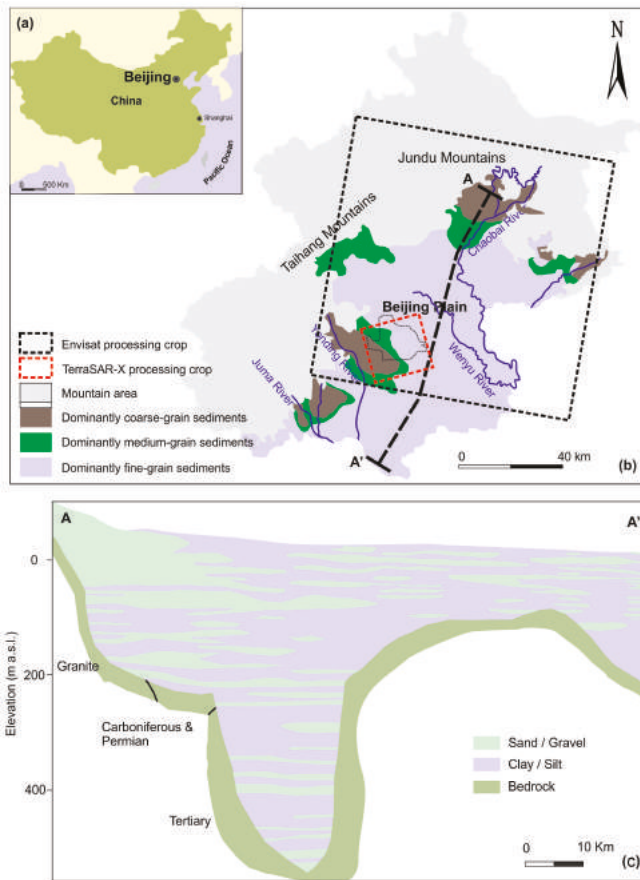 (a)
Beijing
China
Shanghai
Pacific Ocean
0 500 Km
N
Jundu Mountains
A
Chaobai River
Taihang Mountains
Beijing Plain
Yongding River
Wenyu River
Juma River
A'
Envisat processing crop
TerraSAR-X processing crop
Mountain area
Dominantly coarse-grain sediments
Dominantly medium-grain sediments
Dominantly fine-grain sediments
0 40 km
(b)
A
A'
0
200
400
Elevation (m a.s.l.)
Granite
Carboniferous &
Permian
Tertiary
Sand / Gravel
Clay / Silt
Bedrock
0 10 Km
(c)